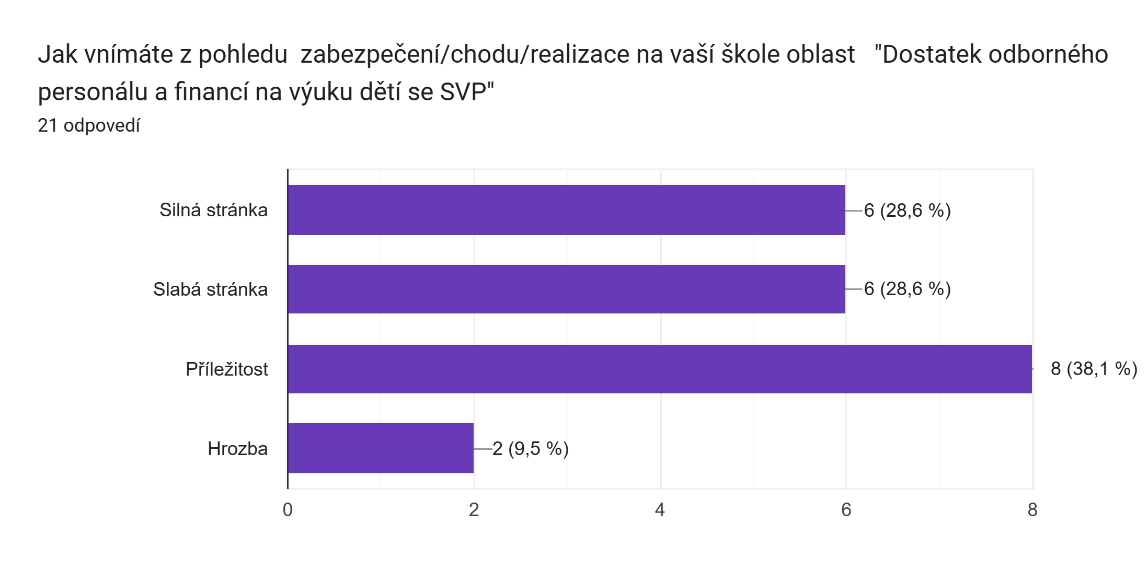 Jak vnímáte z pohledu  zabezpečení/chodu/realizace na vaší škole oblast   "Dostatek odborného
personálu a financí na výuku dětí se SVP"
21 odpovedí
Silná stránka
6 (28,6 %)
Slabá stránka
6 (28,6 %)
Příležitost
8 (38,1 %)
Hrozba
2 (9,5 %)
0 2 4 6 8